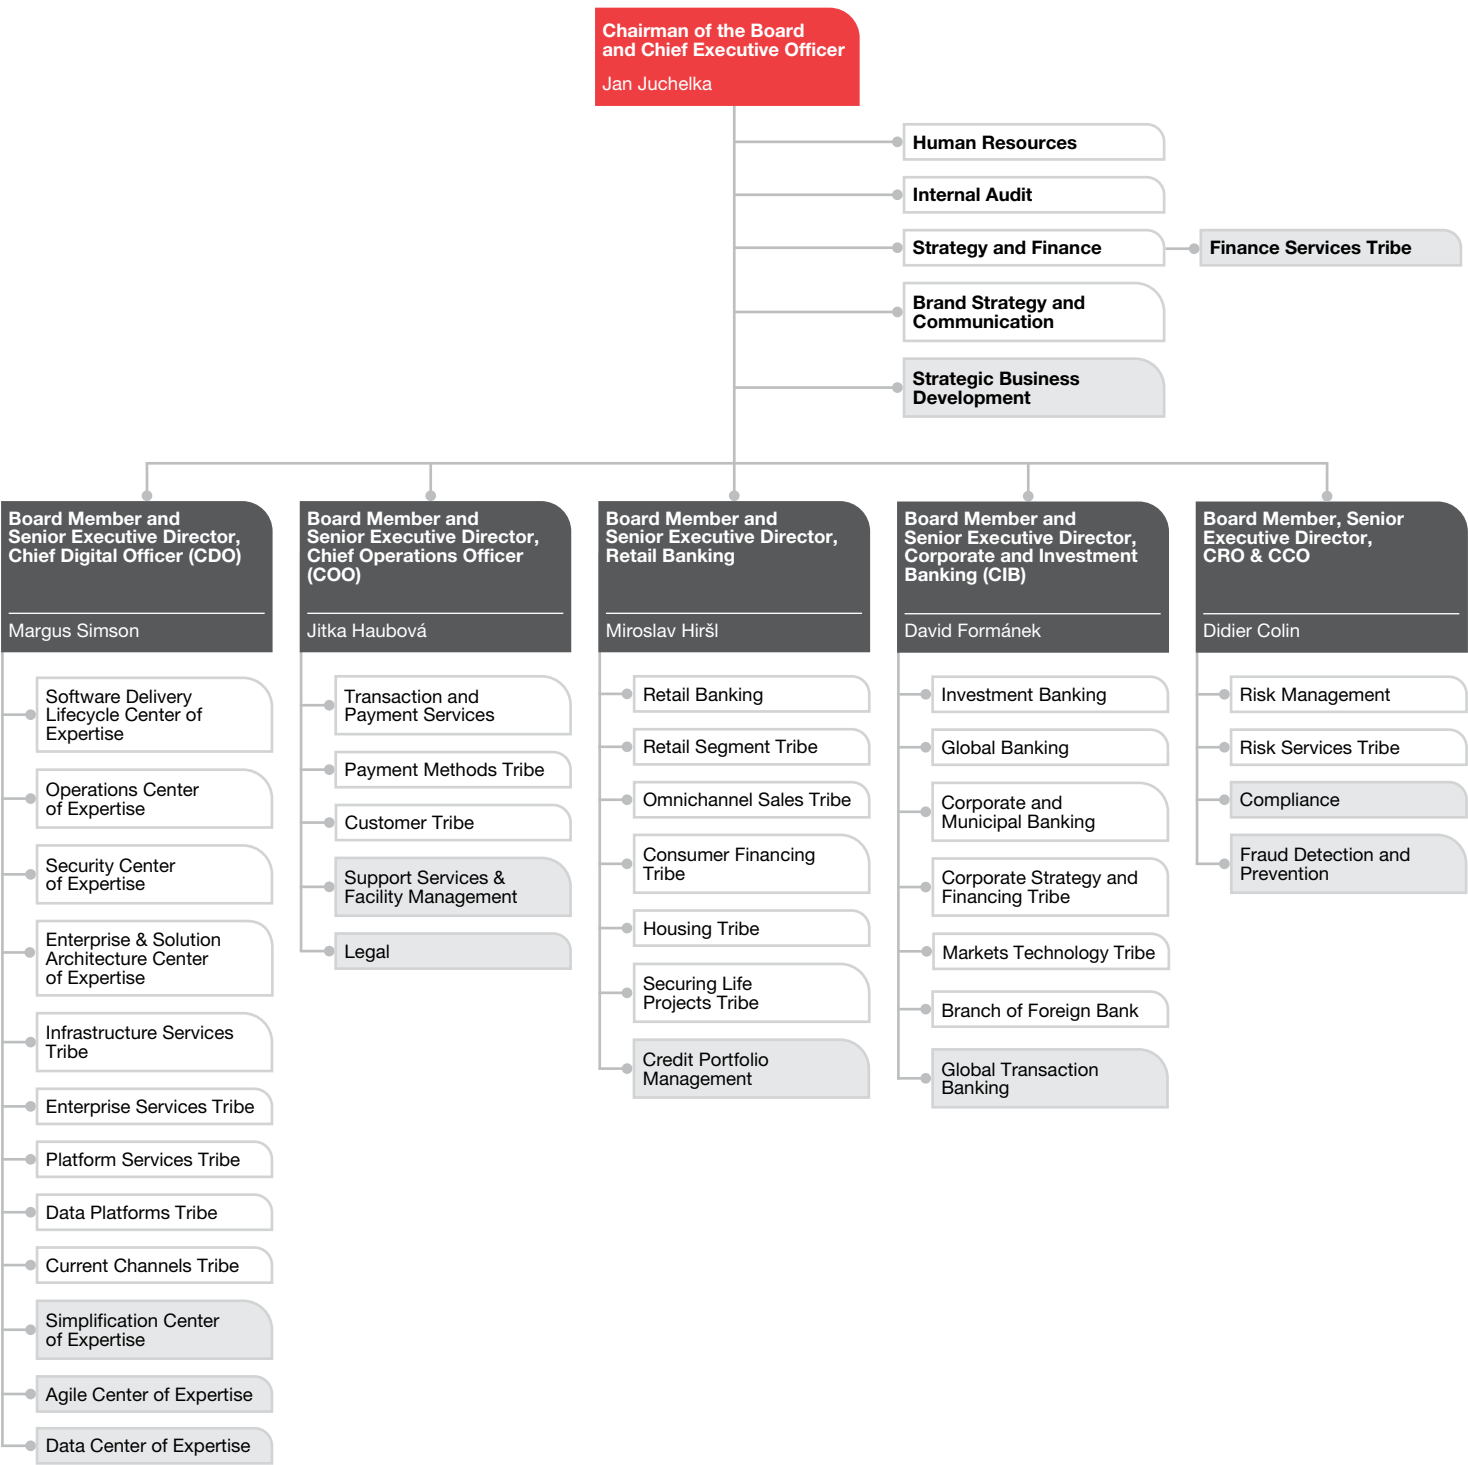 Chairman of the Board
and Chief Executive Officer
Jan Juchelka
Human Resources
Internal Audit
Strategy and Finance
Finance Services Tribe
Brand Strategy and
Communication
Strategic Business
Development
Board Member and
Senior Executive Director,
Chief Digital Officer (CDO)
Margus Simson
Software Delivery
Lifecycle Center of
Expertise
Operations Center
of Expertise
Security Center
of Expertise
Enterprise & Solution
Architecture Center
of Expertise
Infrastructure Services
Tribe
Enterprise Services Tribe
Platform Services Tribe
Data Platforms Tribe
Current Channels Tribe
Simplification Center
of Expertise
Agile Center of Expertise
Data Center of Expertise
Board Member and
Senior Executive Director,
Chief Operations Officer
(COO)
Jitka Haubová
Transaction and
Payment Services
Payment Methods Tribe
Customer Tribe
Support Services &
Facility Management
Legal
Board Member and
Senior Executive Director,
Retail Banking
Miroslav Hiršl
Retail Banking
Retail Segment Tribe
Omnichannel Sales Tribe
Consumer Financing
Tribe
Housing Tribe
Securing Life
Projects Tribe
Credit Portfolio
Management
Board Member and
Senior Executive Director,
Corporate and Investment
Banking (CIB)
David Formánek
Investment Banking
Global Banking
Corporate and
Municipal Banking
Corporate Strategy and
Financing Tribe
Markets Technology Tribe
Branch of Foreign Bank
Global Transaction
Banking
Board Member, Senior
Executive Director,
CRO & CCO
Didier Colin
Risk Management
Risk Services Tribe
Compliance
Fraud Detection and
Prevention